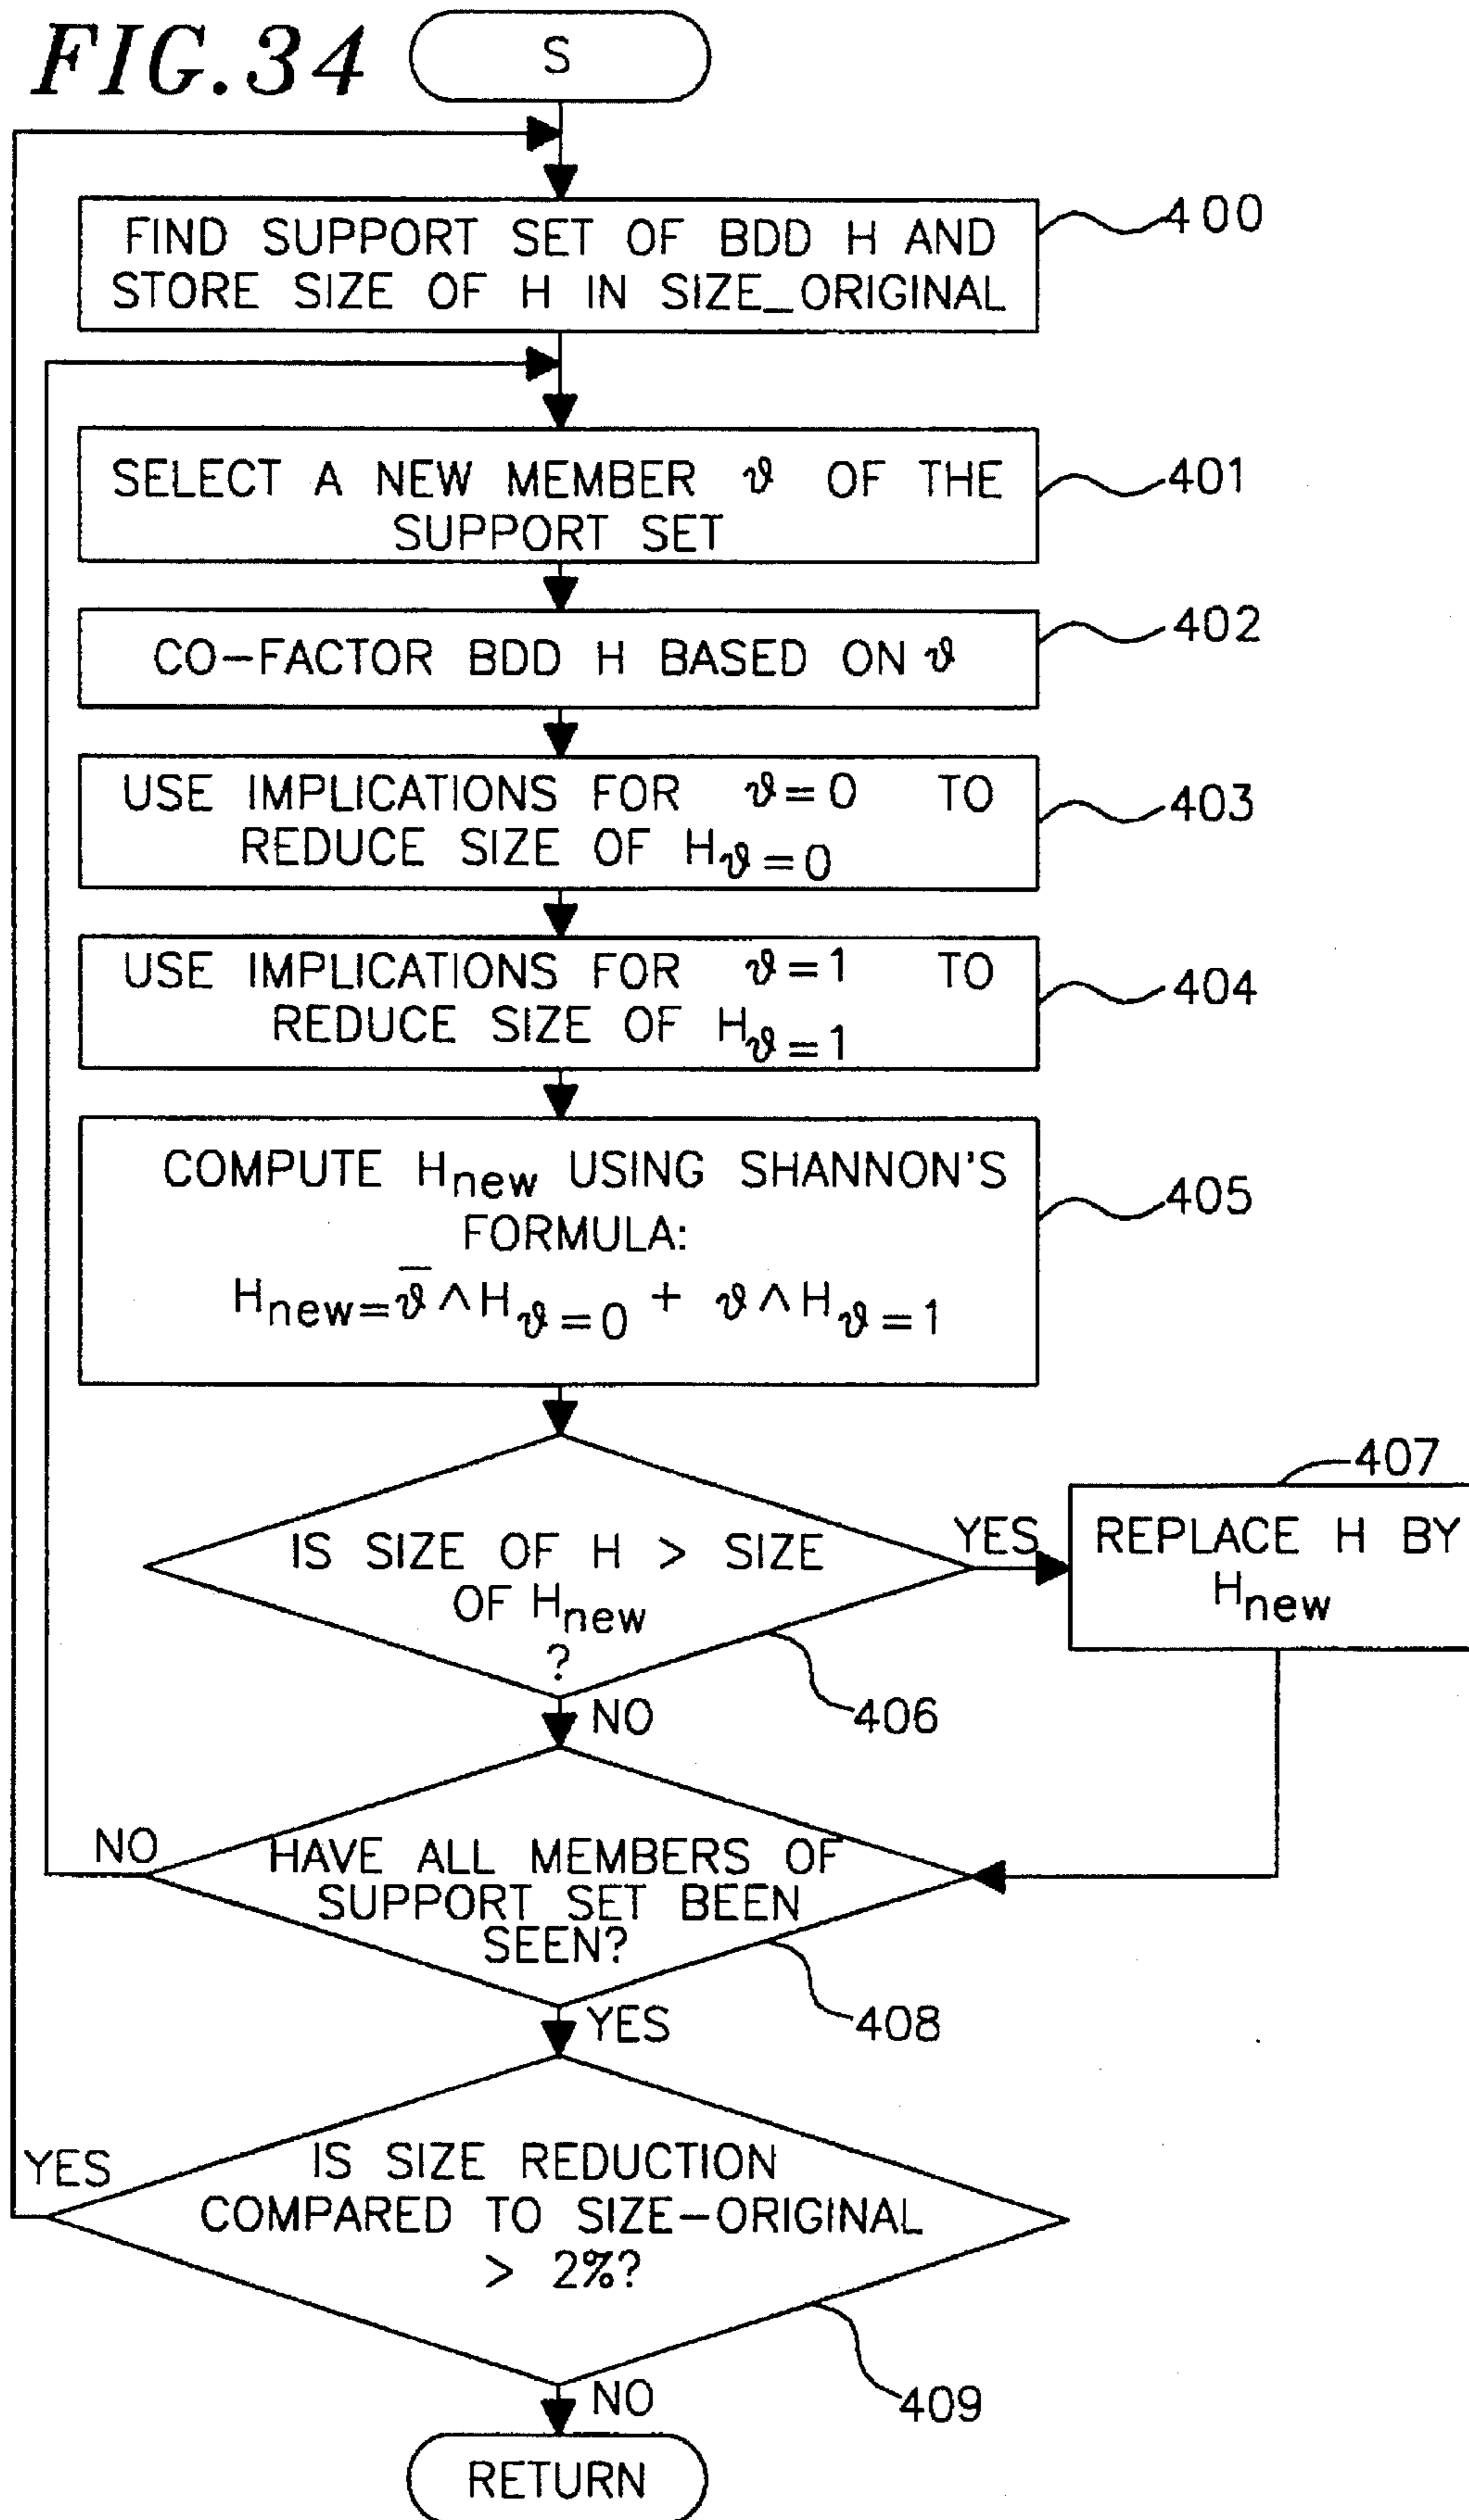 FIG.34
S
FIND SUPPORT SET OF BDD H AND
STORE SIZE OF H IN SIZE_ORIGINAL
400
SELECT A NEW MEMBER ϑ OF THE
SUPPORT SET
401
CO-FACTOR BDD H BASED ON ϑ
402
USE IMPLICATIONS FOR ϑ=0 TO
REDUCE SIZE OF Hϑ=0
403
USE IMPLICATIONS FOR ϑ=1 TO
REDUCE SIZE OF Hϑ=1
404
COMPUTE Hnew USING SHANNON'S
FORMULA:
Hnew=ϑ̅∧Hϑ=0 + ϑ∧Hϑ=1
405
IS SIZE OF H > SIZE
OF Hnew
?
406
YES
REPLACE H BY
Hnew
407
NO
HAVE ALL MEMBERS OF
SUPPORT SET BEEN
SEEN?
408
NO
YES
IS SIZE REDUCTION
COMPARED TO SIZE-ORIGINAL
> 2%?
409
YES
NO
RETURN